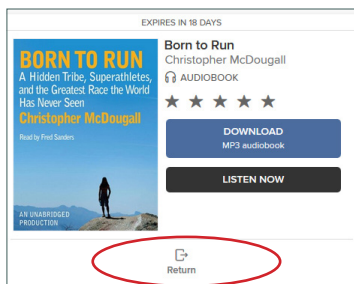 EXPIRES IN 18 DAYS
BORN TO RUN
A Hidden Tribe, Superathletes,
and the Greatest Race the World
Has Never Seen
Christopher McDougall
Read by Fred Sanders
AN UNABRIDGED
PRODUCTION
Born to Run
Christopher McDougall
AUDIOBOOK
DOWNLOAD
MP3 audiobook
LISTEN NOW
Return